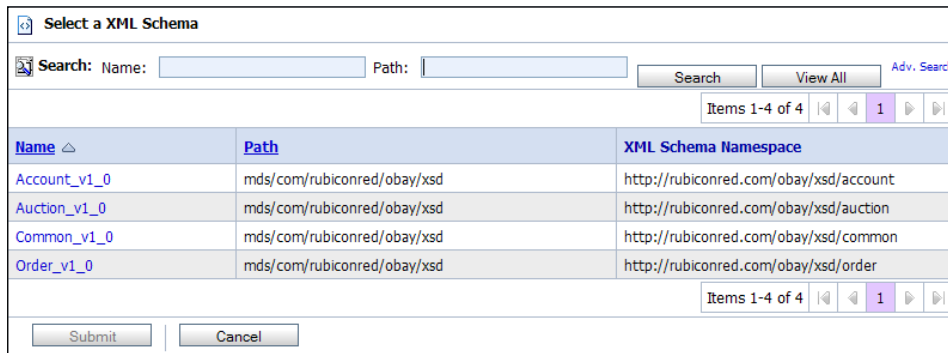 Select a XML Schema
Search: Name: Path: Search View All Adv. Search
Items 1-4 of 4 1
Name Path XML Schema Namespace
Account_v1_0 mds/com/rubiconred/obay/xsd http://rubiconred.com/obay/xsd/account
Auction_v1_0 mds/com/rubiconred/obay/xsd http://rubiconred.com/obay/xsd/auction
Common_v1_0 mds/com/rubiconred/obay/xsd http://rubiconred.com/obay/xsd/common
Order_v1_0 mds/com/rubiconred/obay/xsd http://rubiconred.com/obay/xsd/order
Items 1-4 of 4 1
Submit Cancel